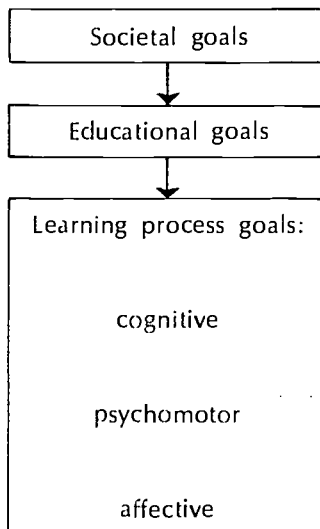 Societal goals
Educational goals
Learning process goals:
cognitive
psychomotor
affective